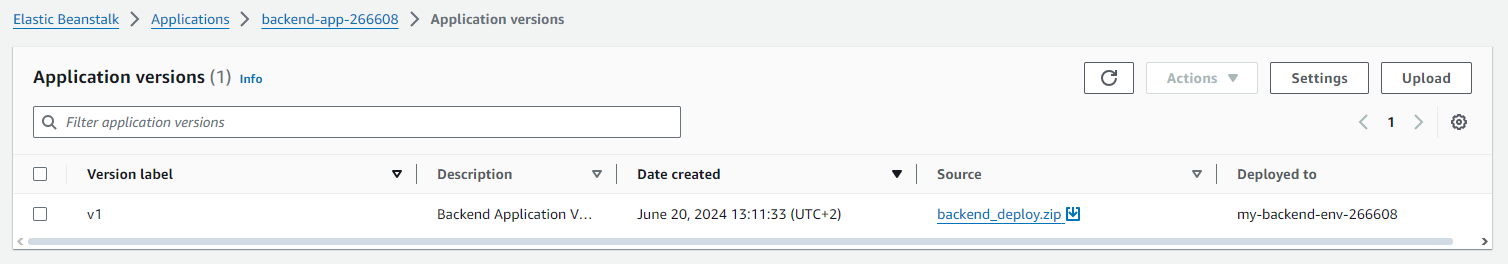 Elastic Beanstalk > Applications > backend-app-266608 > Application versions
Application versions (1) Info
Actions Settings Upload
Filter application versions
1
Version label Description Date created Source Deployed to
v1 Backend Application V... June 20, 2024 13:11:33 (UTC+2) backend_deploy.zip my-backend-env-266608